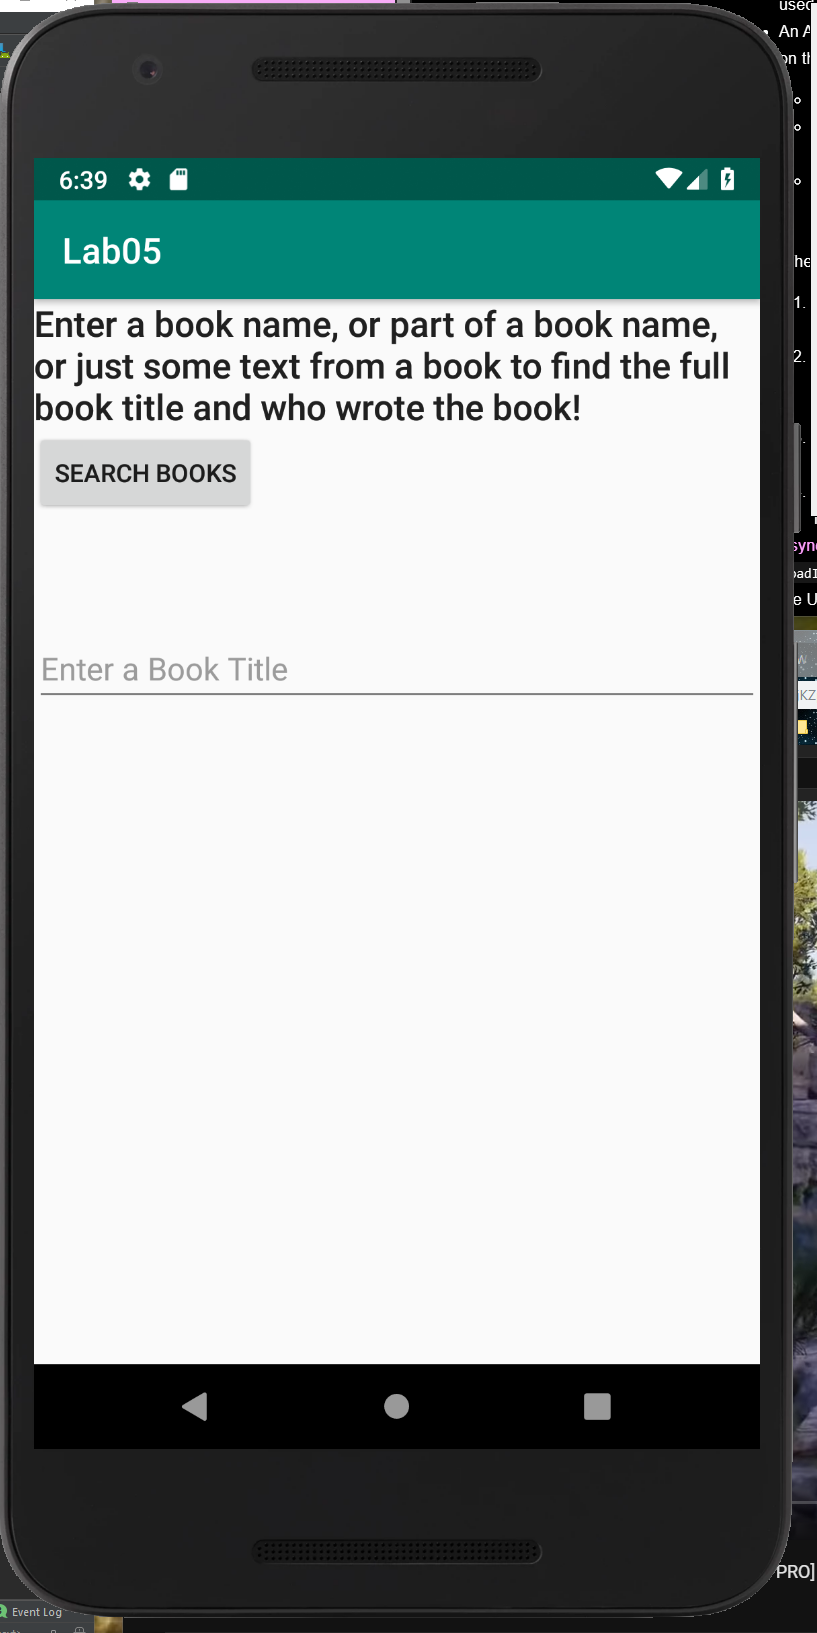 used
An A
on th
6:39
Lab05
he
1.
Enter a book name, or part of a book name,
2.
or just some text from a book to find the full
book title and who wrote the book!
SEARCH BOOKS
sync
oadI
e U
Enter a Book Title
KZ
PRO]
Event Log